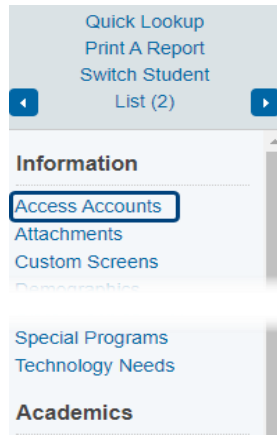 Quick Lookup
Print A Report
Switch Student
List (2)
Information
Access Accounts
Attachments
Custom Screens
Demographics
Special Programs
Technology Needs
Academics